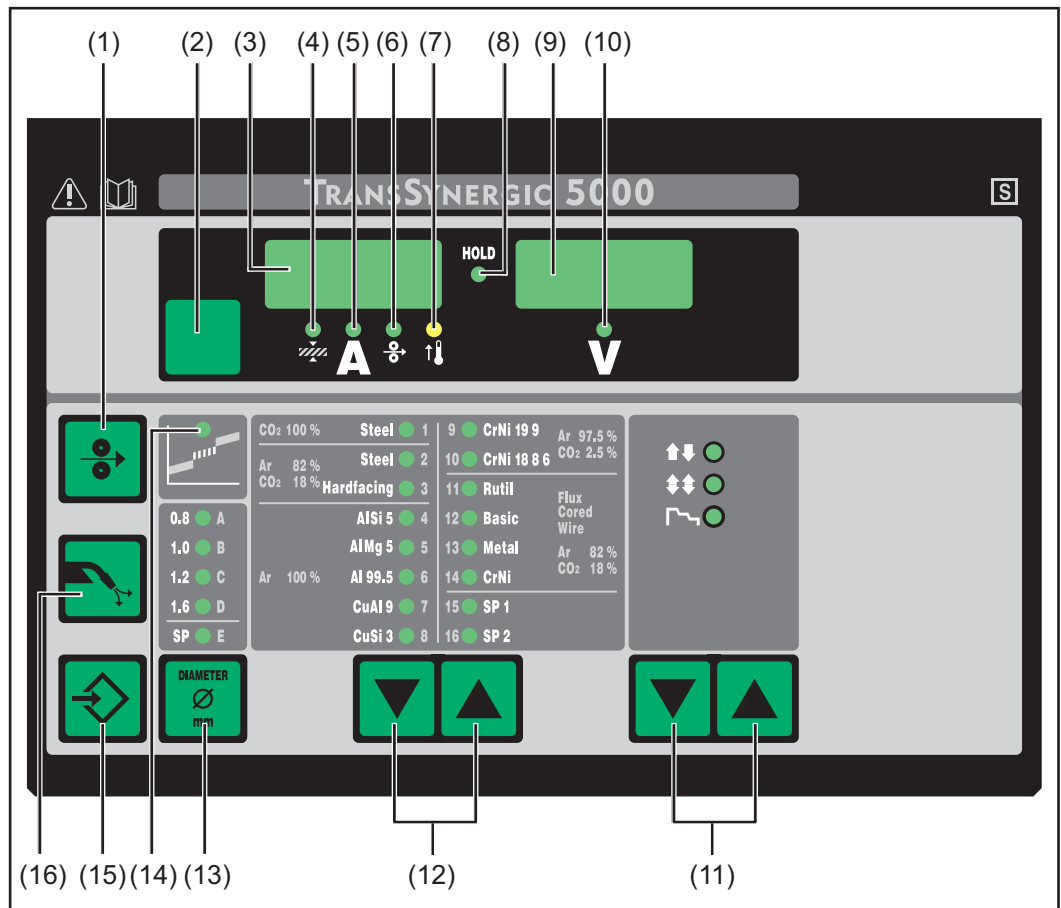 (1) (2) (3) (4) (5) (6) (7) (8) (9) (10)
TRANSSYNERGIC 5000
S
HOLD
A
V
CO2 100 % Steel 1
9 CrNi 19 9
Ar 97.5 %
CO2 2.5 %
Ar 82 %
CO2 18 %
Steel 2
10 CrNi 18 8 6
Hardfacing 3
11 Rutil
Flux
Cored
Wire
0.8 A
AlSi 5 4
12 Basic
1.0 B
AlMg 5 5
13 Metal
Ar 82 %
CO2 18 %
1.2 C
Ar 100 %
Al 99.5 6
14 CrNi
1.6 D
CuAl 9 7
15 SP 1
SP E
CuSi 3 8
16 SP 2
DIAMETER
Ø
mm
(16) (15) (14) (13) (12) (11)